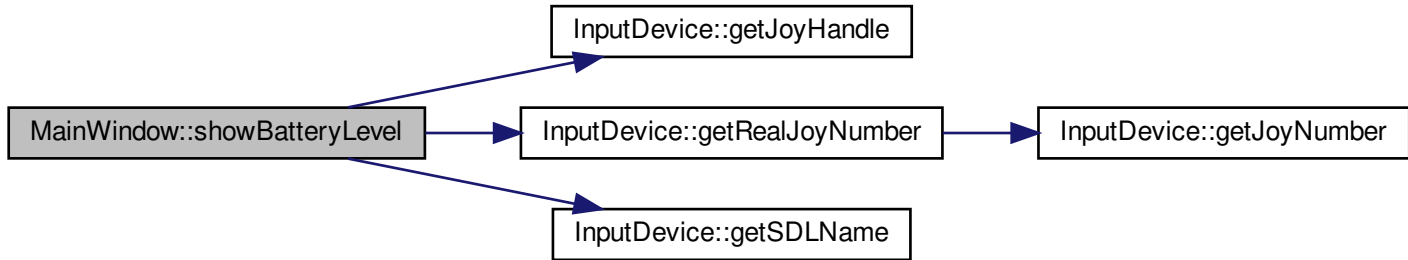 InputDevice::getJoyHandle
MainWindow::showBatteryLevel
InputDevice::getRealJoyNumber
InputDevice::getJoyNumber
InputDevice::getSDLName